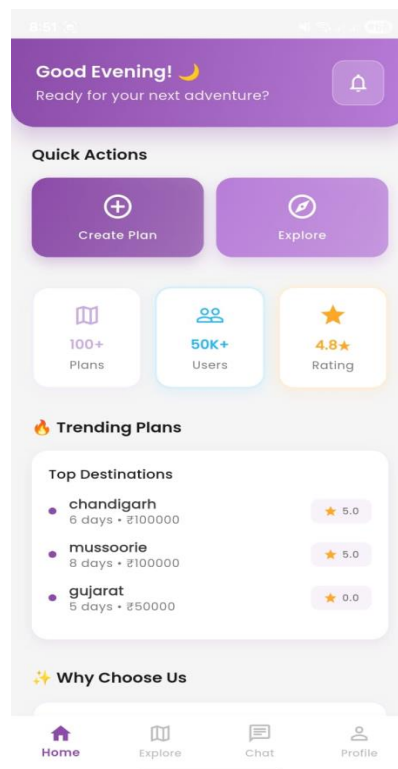 8:51
Good Evening! 🌙
Ready for your next adventure?
Quick Actions
Create Plan
Explore
100+
Plans
50K+
Users
4.8★
Rating
🔥 Trending Plans
Top Destinations
chandigarh
6 days • ₹100000
★ 5.0
mussoorie
8 days • ₹100000
★ 5.0
gujarat
5 days • ₹50000
★ 0.0
✨ Why Choose Us
Home
Explore
Chat
Profile